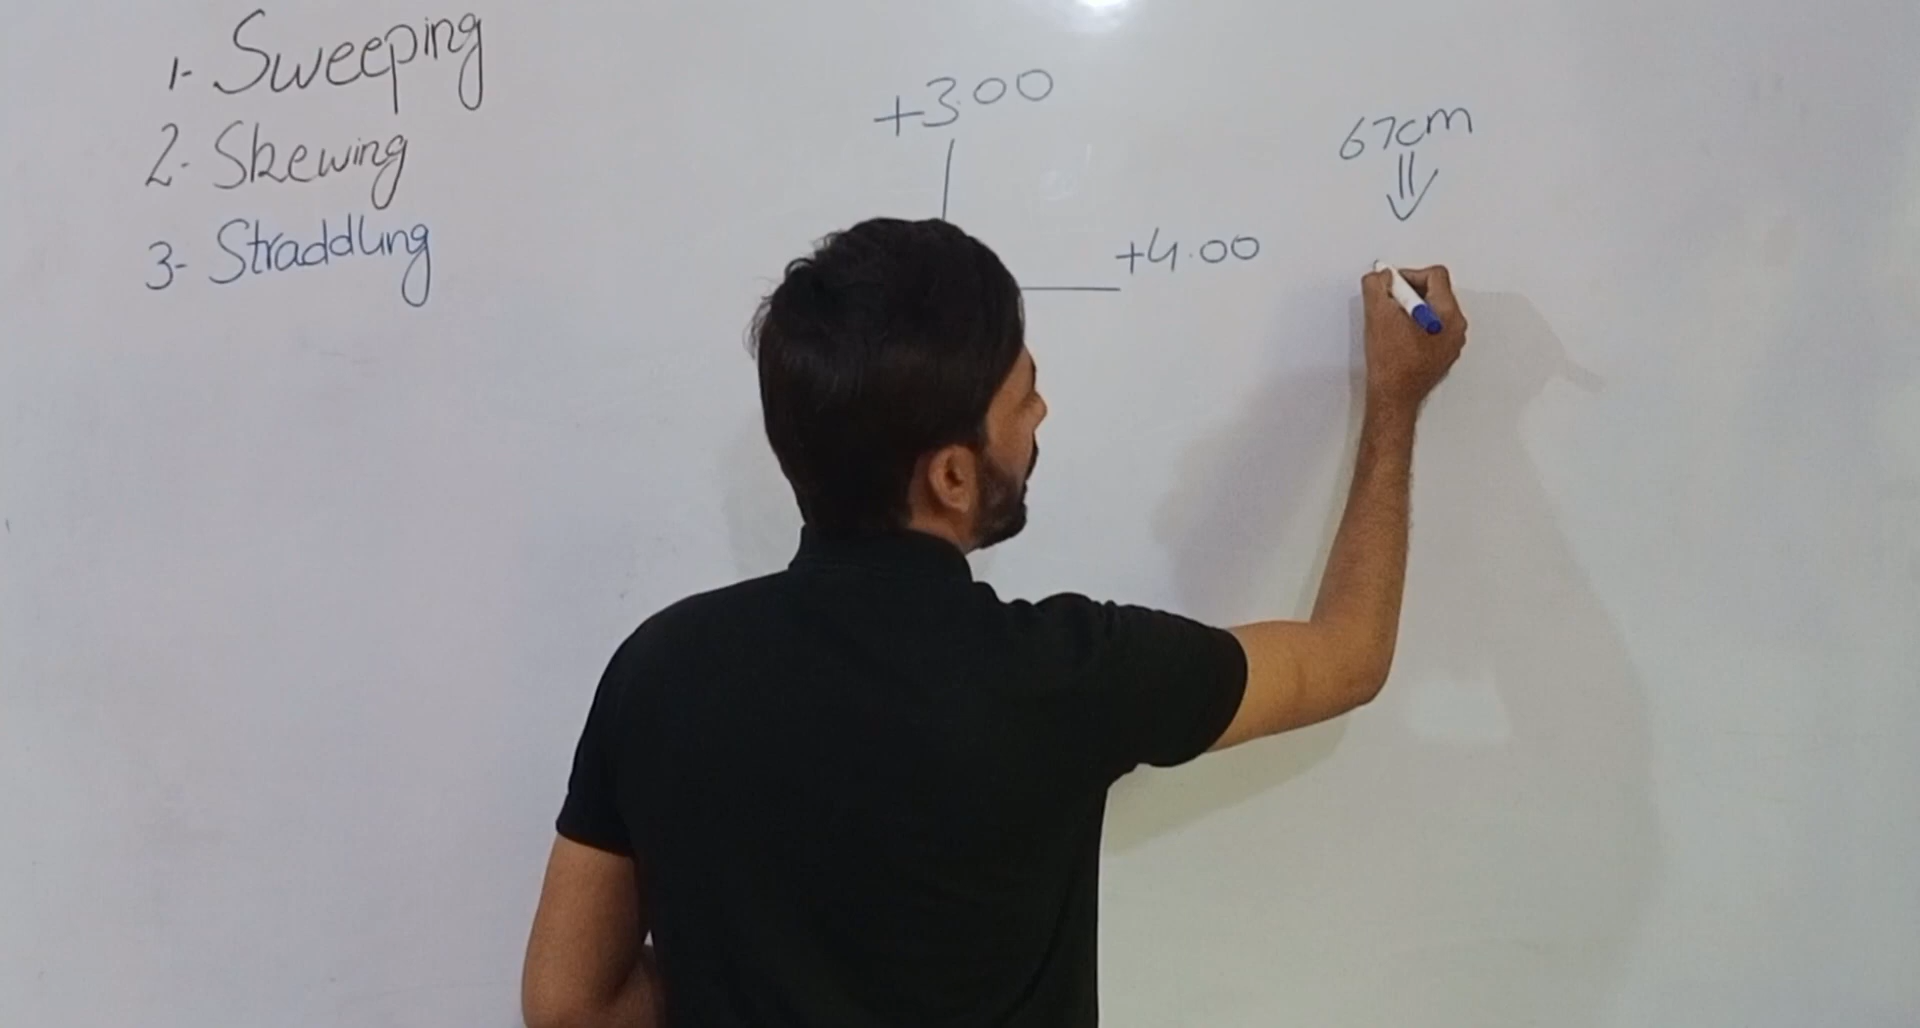 1- Sweeping
2- Skewing
3- Straddling
+3.00
+4.00
67cm